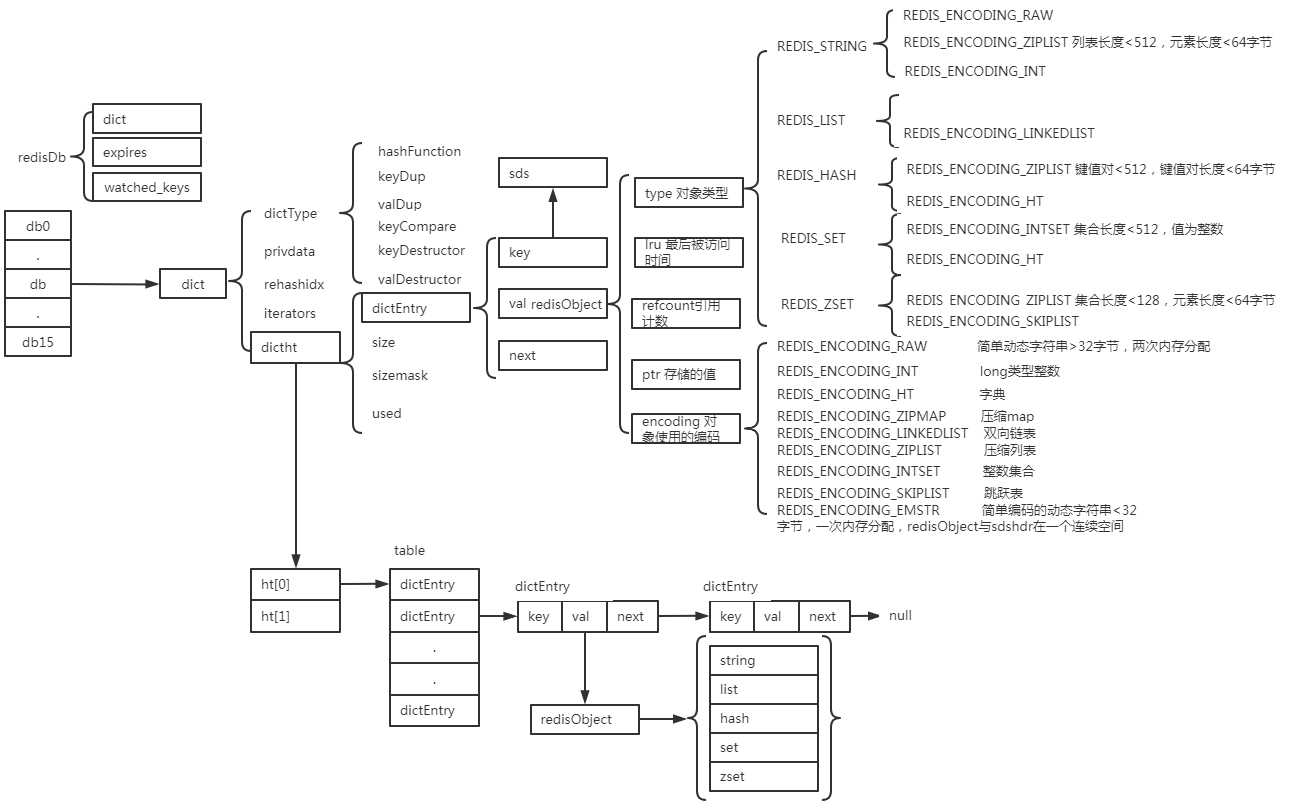 redisDb
dict
expires
watched_keys
db0
.
db
.
db15
dict
dictType
privdata
rehashidx
iterators
dictht
hashFunction
keyDup
valDup
keyCompare
keyDestructor
valDestructor
dictEntry
size
sizemask
used
sds
key
val redisObject
next
type 对象类型
lru 最后被访问
时间
refcount引用
计数
ptr 存储的值
encoding 对
象使用的编码
REDIS_STRING
REDIS_ENCODING_RAW
REDIS_ENCODING_ZIPLIST 列表长度<512，元素长度<64字节
REDIS_ENCODING_INT
REDIS_LIST
REDIS_ENCODING_LINKEDLIST
REDIS_HASH
REDIS_ENCODING_ZIPLIST 键值对<512，键值对长度<64字节
REDIS_ENCODING_HT
REDIS_SET
REDIS_ENCODING_INTSET 集合长度<512，值为整数
REDIS_ENCODING_HT
REDIS_ZSET
REDIS_ENCODING_ZIPLIST 集合长度<128，元素长度<64字节
REDIS_ENCODING_SKIPLIST
REDIS_ENCODING_RAW 简单动态字符串>32字节，两次内存分配
REDIS_ENCODING_INT long类型整数
REDIS_ENCODING_HT 字典
REDIS_ENCODING_ZIPMAP 压缩map
REDIS_ENCODING_LINKEDLIST 双向链表
REDIS_ENCODING_ZIPLIST 压缩列表
REDIS_ENCODING_INTSET 整数集合
REDIS_ENCODING_SKIPLIST 跳跃表
REDIS_ENCODING_EMSTR 简单编码的动态字符串<32
字节，一次内存分配，redisObject与sdshdr在一个连续空间
ht[0]
ht[1]
table
dictEntry
dictEntry
.
.
dictEntry
dictEntry
key val next
dictEntry
key val next
null
redisObject
string
list
hash
set
zset